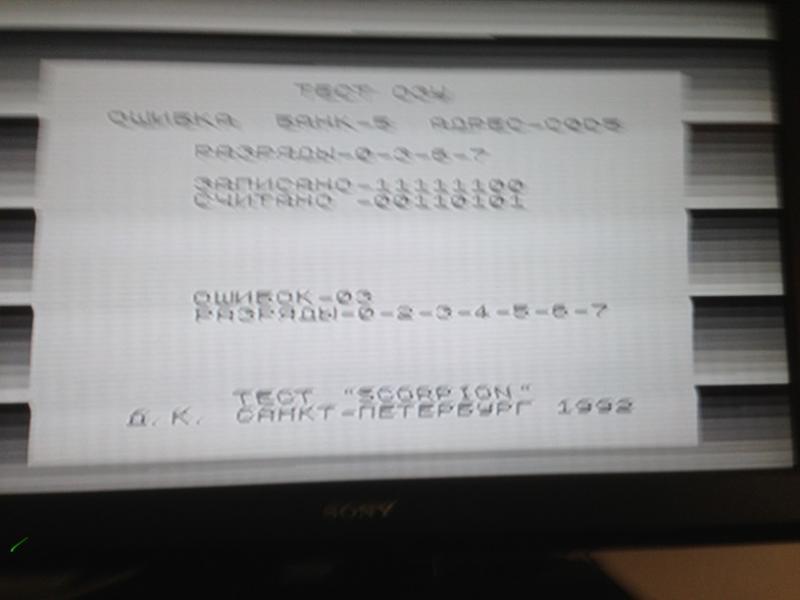 ТЕСТ ОЗУ
ОШИБКА БАНК-5 АДРЕС-C0C5
РАЗРЯДЫ-0-3-6-7
ЗАПИСАНО-11111100
СЧИТАНО -00110101
ОШИБОК-03
РАЗРЯДЫ-0-2-3-4-5-6-7
ТЕСТ "SCORPION"
Д.К. САНКТ-ПЕТЕРБУРГ 1992
SONY